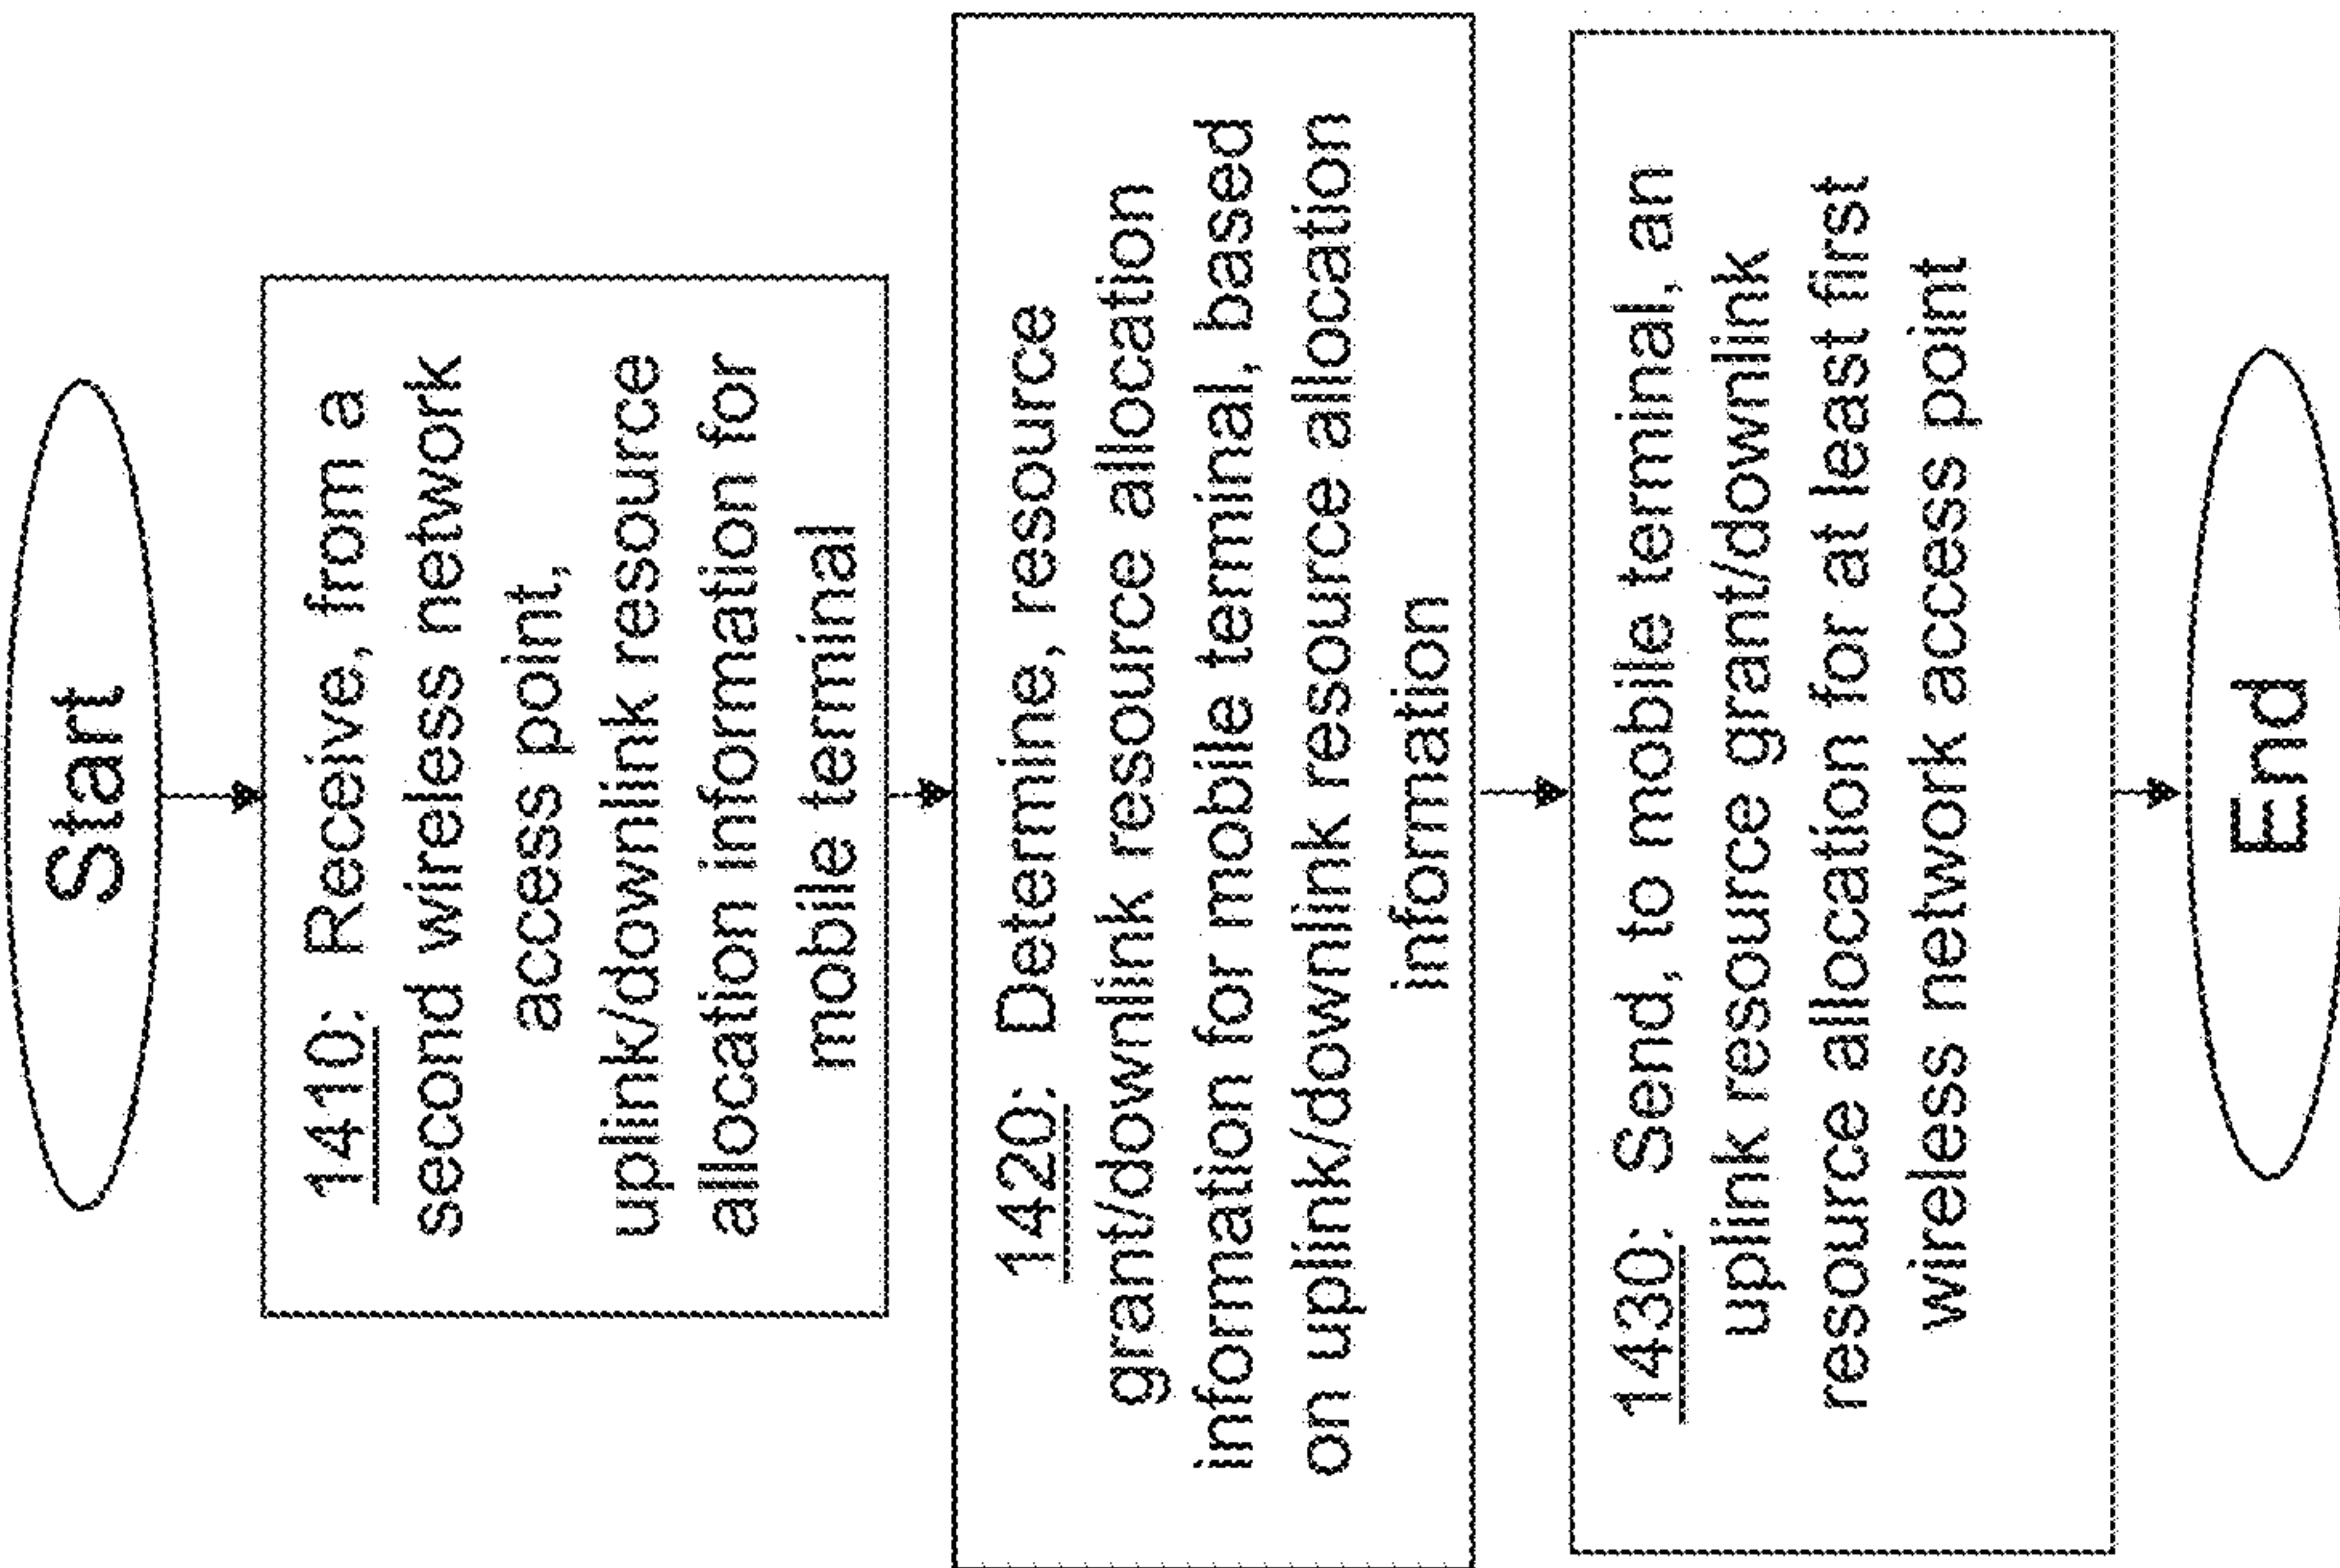 Start
1410: Receive, from a
second wireless network
access point,
uplink/downlink resource
allocation information for
mobile terminal
1420: Determine, resource
grant/downlink resource allocation
information for mobile terminal, based
on uplink/downlink resource allocation
information
1430: Send, to mobile terminal, an
uplink resource grant/downlink
resource allocation for at least first
wireless network access point
End